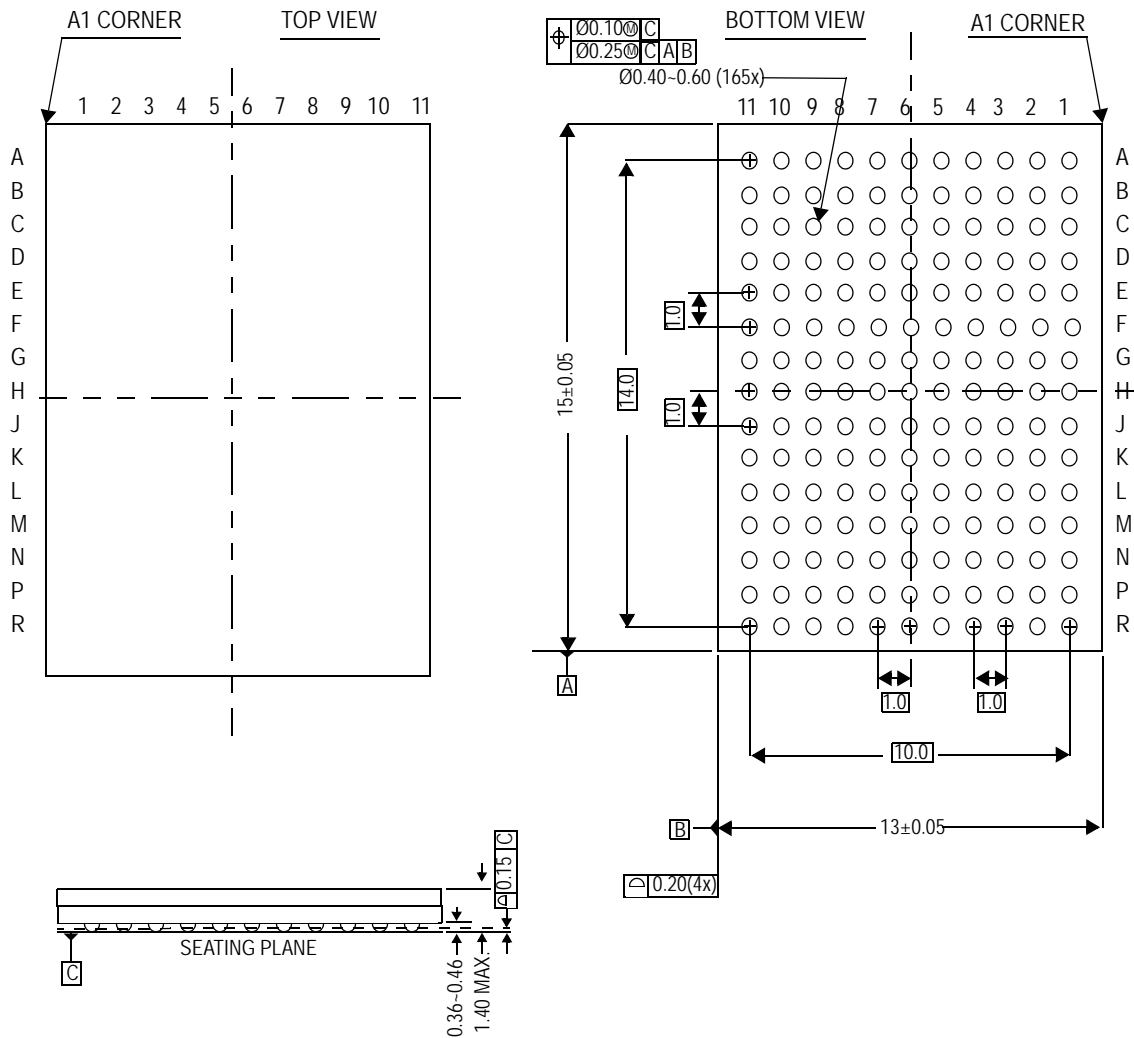 A1 CORNER
TOP VIEW
1 2 3 4 5 6 7 8 9 10 11
A
B
C
D
E
F
G
H
J
K
L
M
N
P
R
BOTTOM VIEW
A1 CORNER
Ø0.10Ⓜ C
Ø0.25Ⓜ C A B
Ø0.40~0.60 (165x)
11 10 9 8 7 6 5 4 3 2 1
A
B
C
D
E
F
G
H
J
K
L
M
N
P
R
1.0
1.0
14.0
15±0.05
A
1.0
1.0
10.0
B
13±0.05
0.20(4x)
0.15 C
SEATING PLANE
C
0.36~0.46
1.40 MAX.